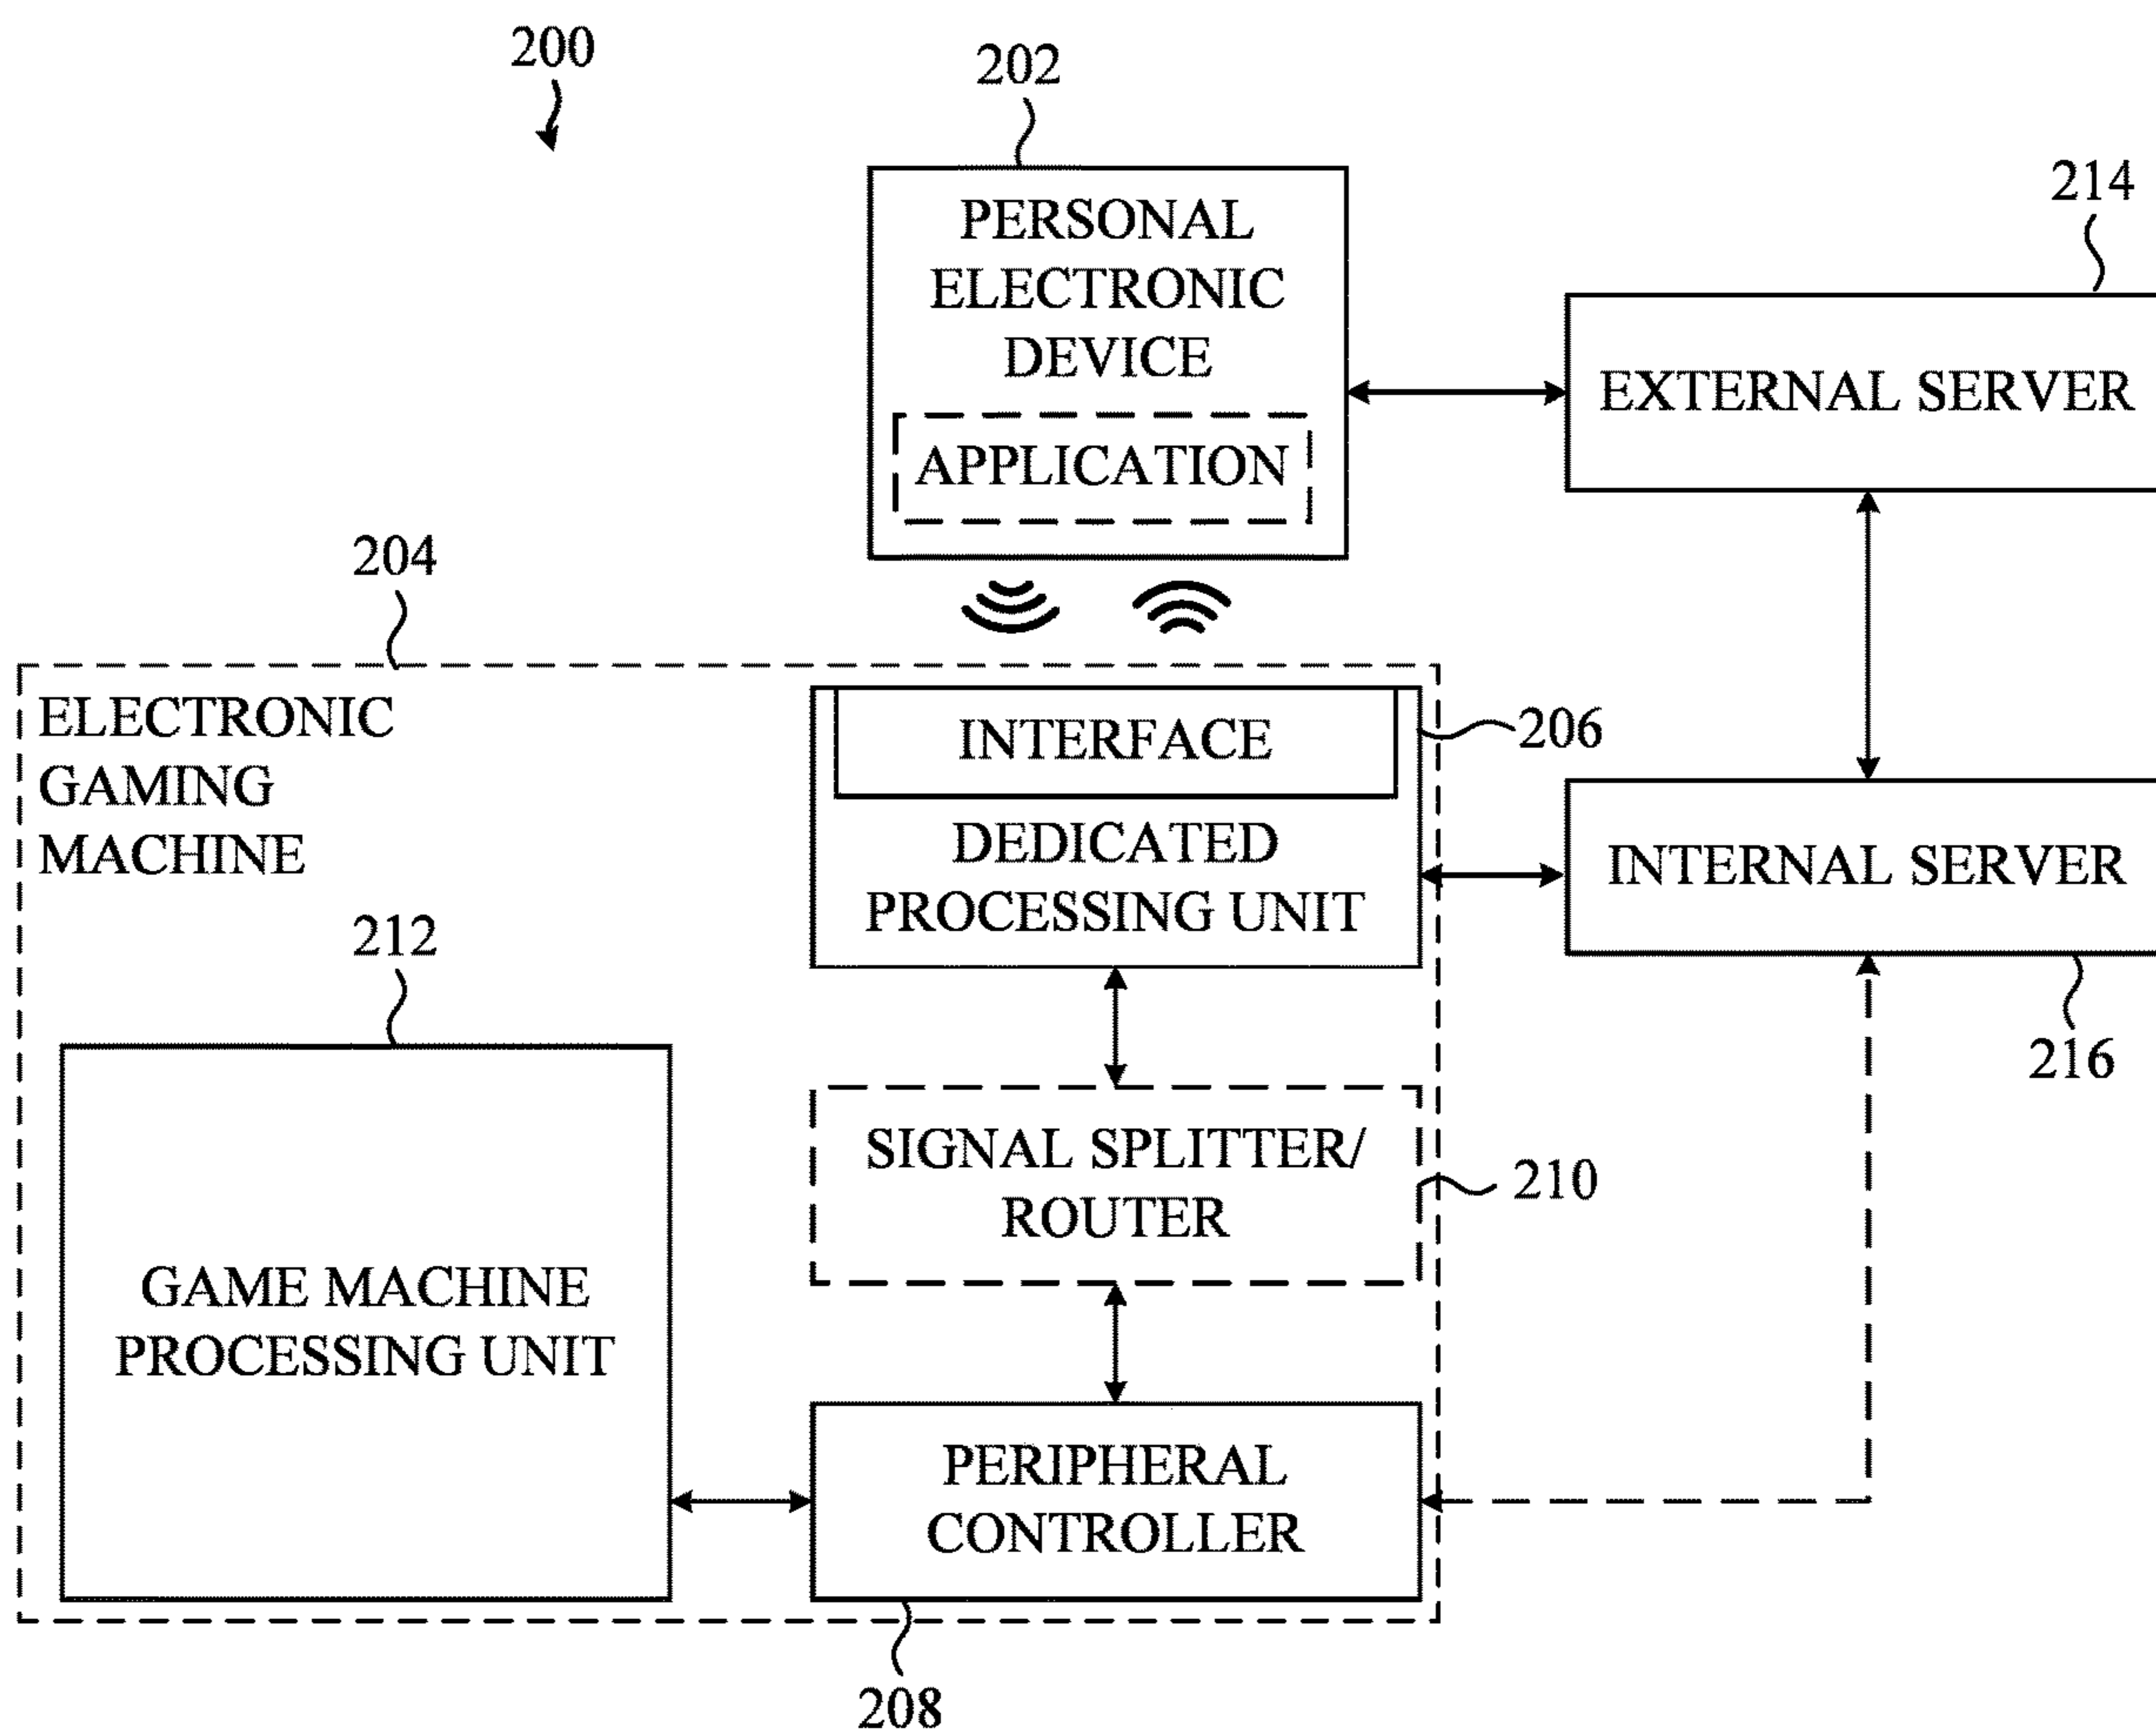 200
202
PERSONAL
ELECTRONIC
DEVICE
APPLICATION
214
EXTERNAL SERVER
204
ELECTRONIC
GAMING
MACHINE
INTERFACE
206
DEDICATED
PROCESSING UNIT
INTERNAL SERVER
216
212
GAME MACHINE
PROCESSING UNIT
SIGNAL SPLITTER/
ROUTER
210
PERIPHERAL
CONTROLLER
208